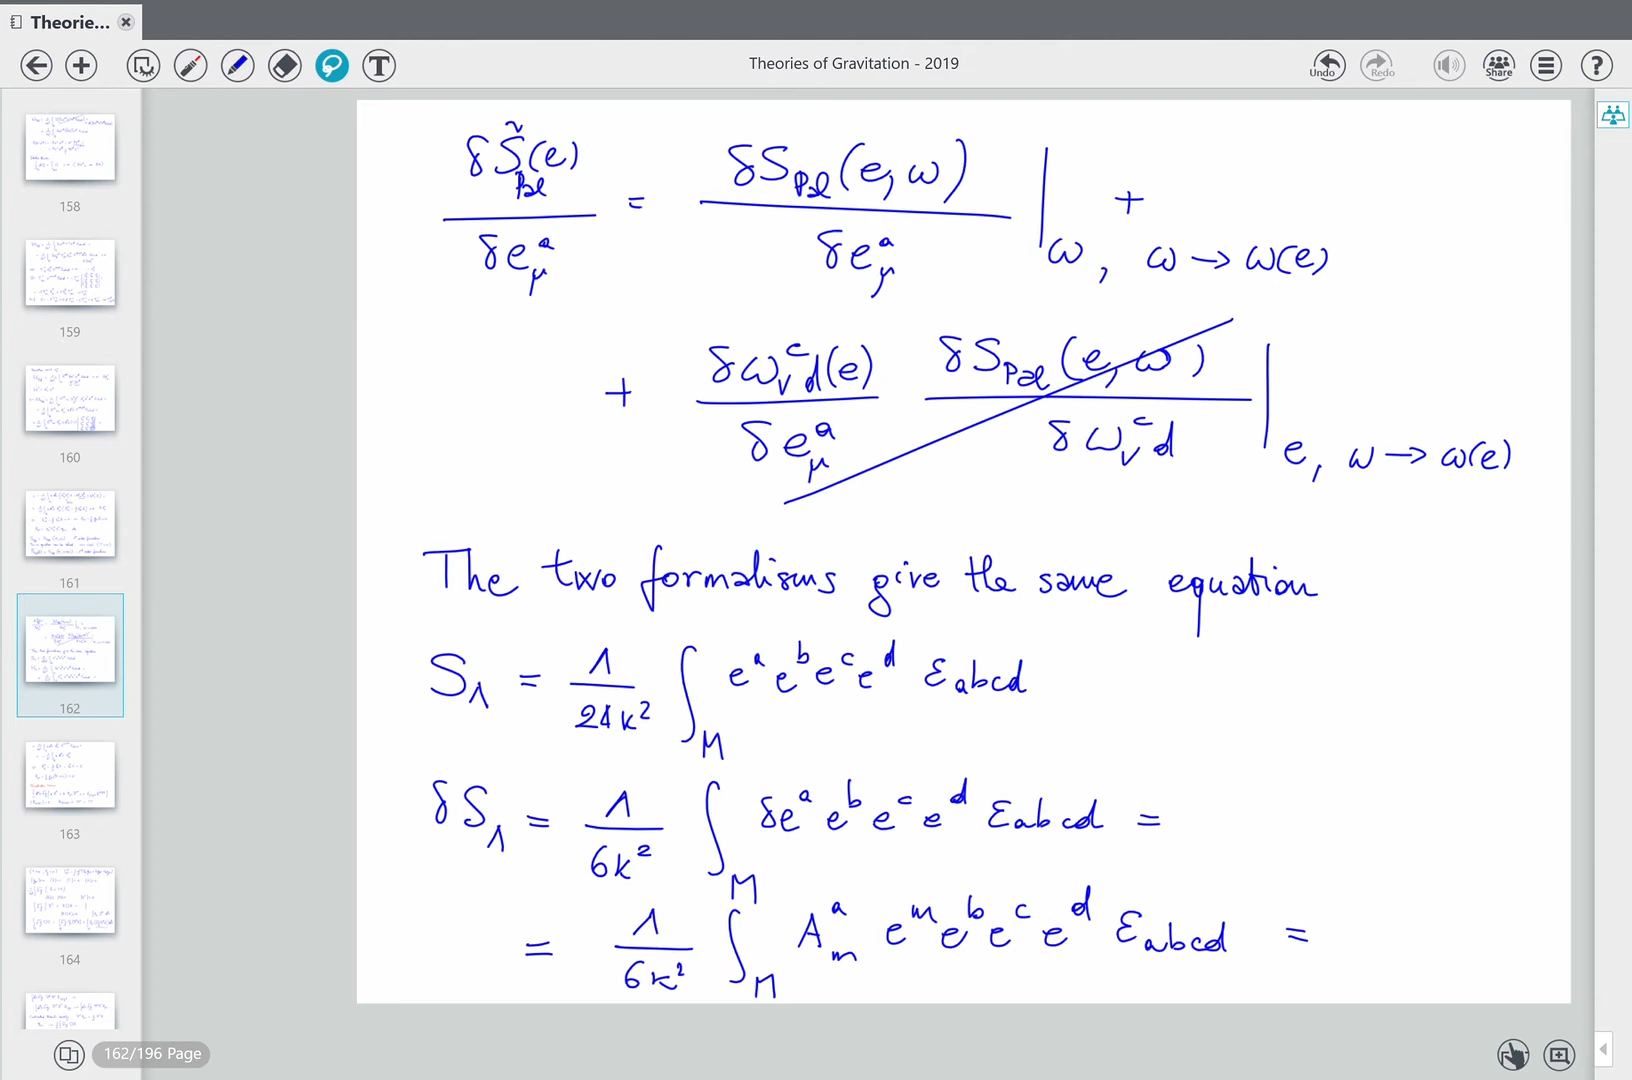 Theorie...
Theories of Gravitation - 2019
Undo
Redo
Share
δS̃_Pal(e) / δe^a_μ = δS_Pal(e, ω) / δe^a_μ |_ω, ω → ω(e) +
+ δω_ν^c_d(e) / δe^a_μ δS_Pal(e, ω) / δω_ν^c_d |_e, ω → ω(e)
The two formalisms give the same equation
S_Λ = Λ / 24k² ∫_M e^a e^b e^c e^d ε_abcd
δS_Λ = Λ / 6k² ∫_M δe^a e^b e^c e^d ε_abcd =
= Λ / 6k² ∫_M A^a_m e^m e^b e^c e^d ε_abcd =
158
159
160
161
162
163
164
162/196 Page